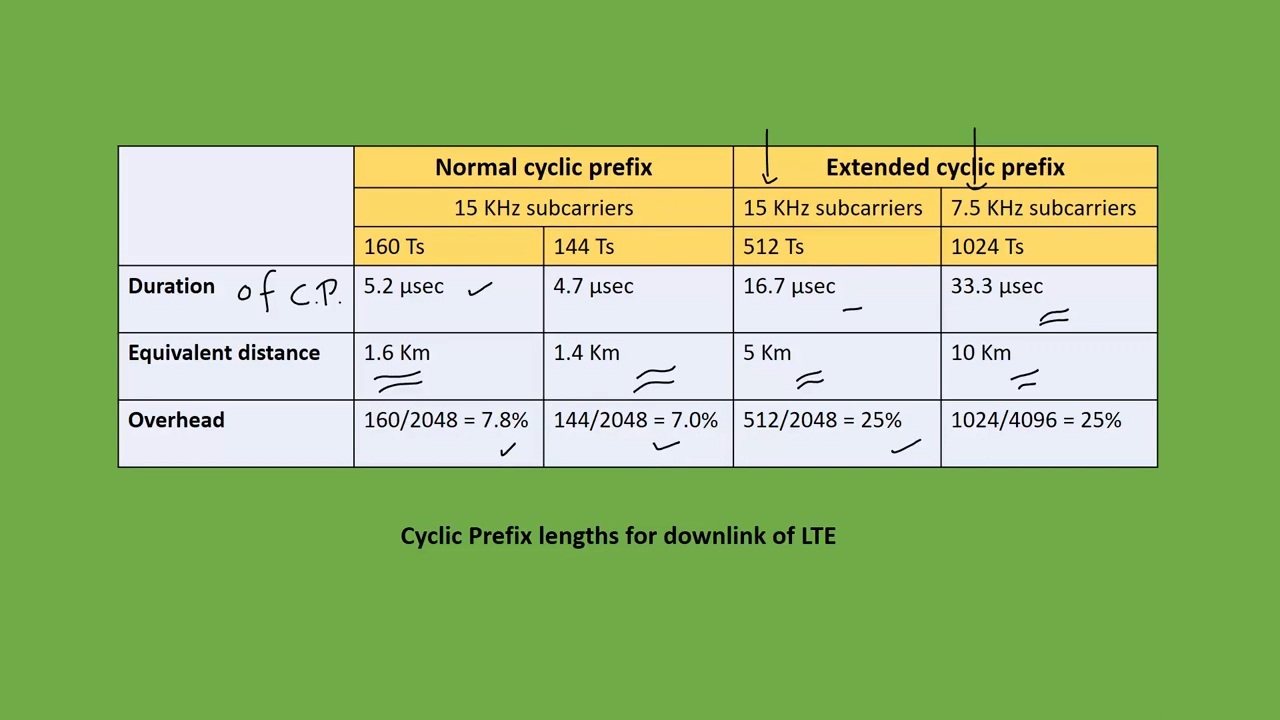 Normal cyclic prefix Extended cyclic prefix
15 KHz subcarriers 15 KHz subcarriers 7.5 KHz subcarriers
160 Ts 144 Ts 512 Ts 1024 Ts
Duration of C.P. 5.2 μsec 4.7 μsec 16.7 μsec 33.3 μsec
Equivalent distance 1.6 Km 1.4 Km 5 Km 10 Km
Overhead 160/2048 = 7.8% 144/2048 = 7.0% 512/2048 = 25% 1024/4096 = 25%
Cyclic Prefix lengths for downlink of LTE